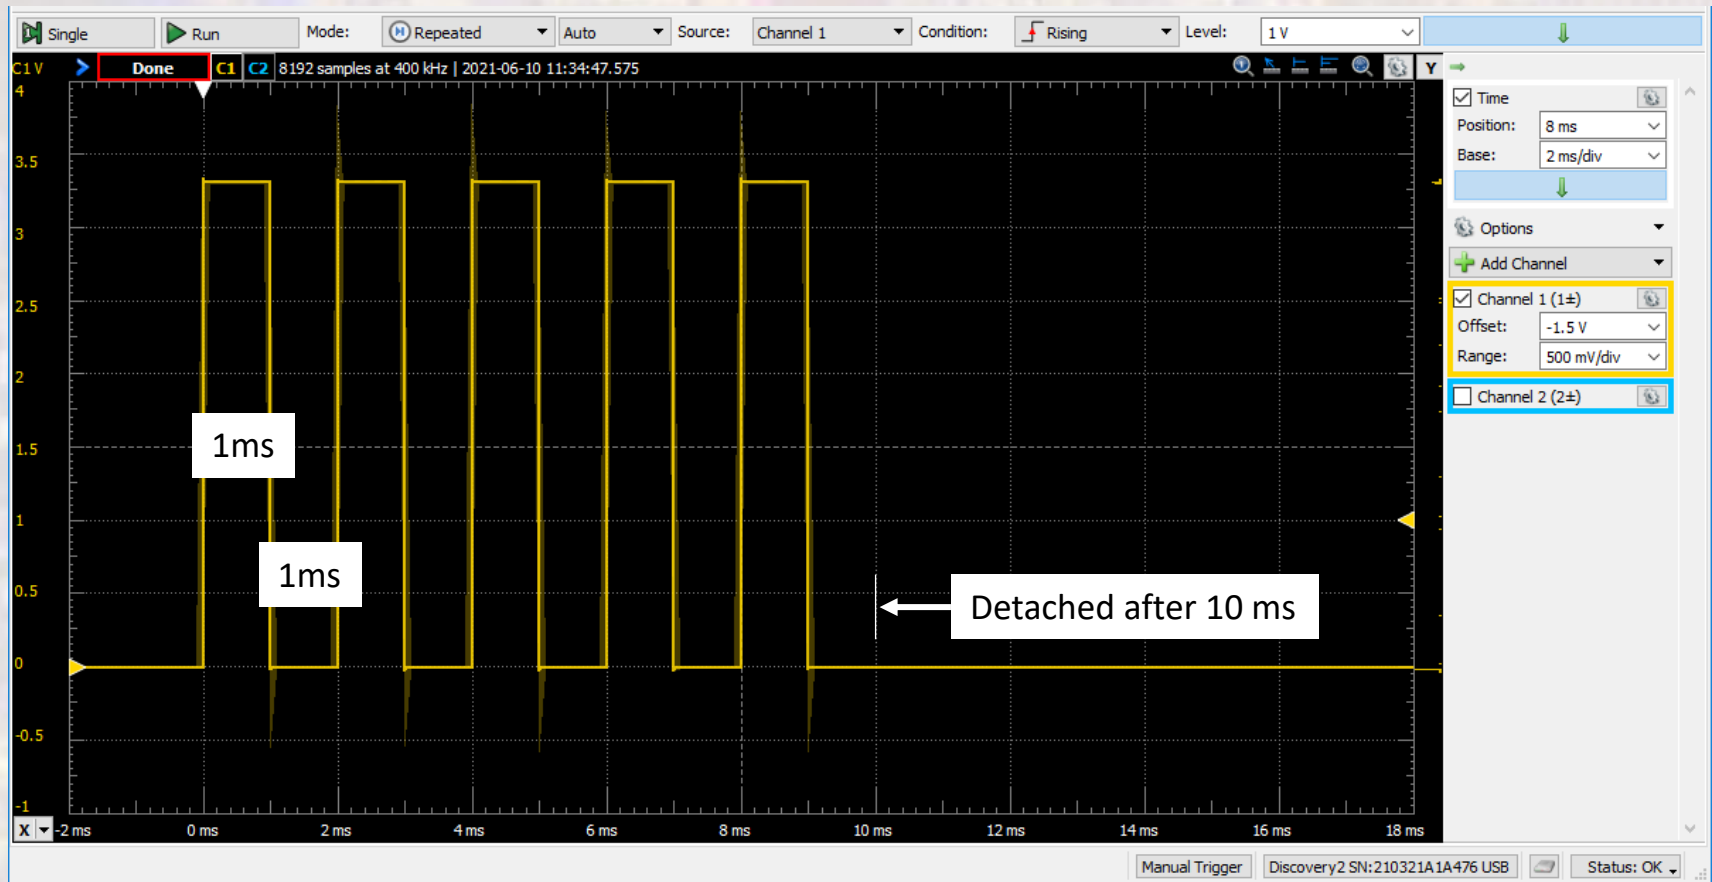 Single Run Mode: Repeated Auto Source: Channel 1 Condition: Rising Level: 1 V
C1 V Done C1 C2 8192 samples at 400 kHz | 2021-06-10 11:34:47.575 Y
4
3.5
3
2.5
2
1.5
1
0.5
0
-0.5
-1
1ms
1ms
Detached after 10 ms
X -2 ms 0 ms 2 ms 4 ms 6 ms 8 ms 10 ms 12 ms 14 ms 16 ms 18 ms
Time
Position: 8 ms
Base: 2 ms/div
Options
Add Channel
Channel 1 (1±)
Offset: -1.5 V
Range: 500 mV/div
Channel 2 (2±)
Manual Trigger Discovery2 SN:210321A1A476 USB Status: OK